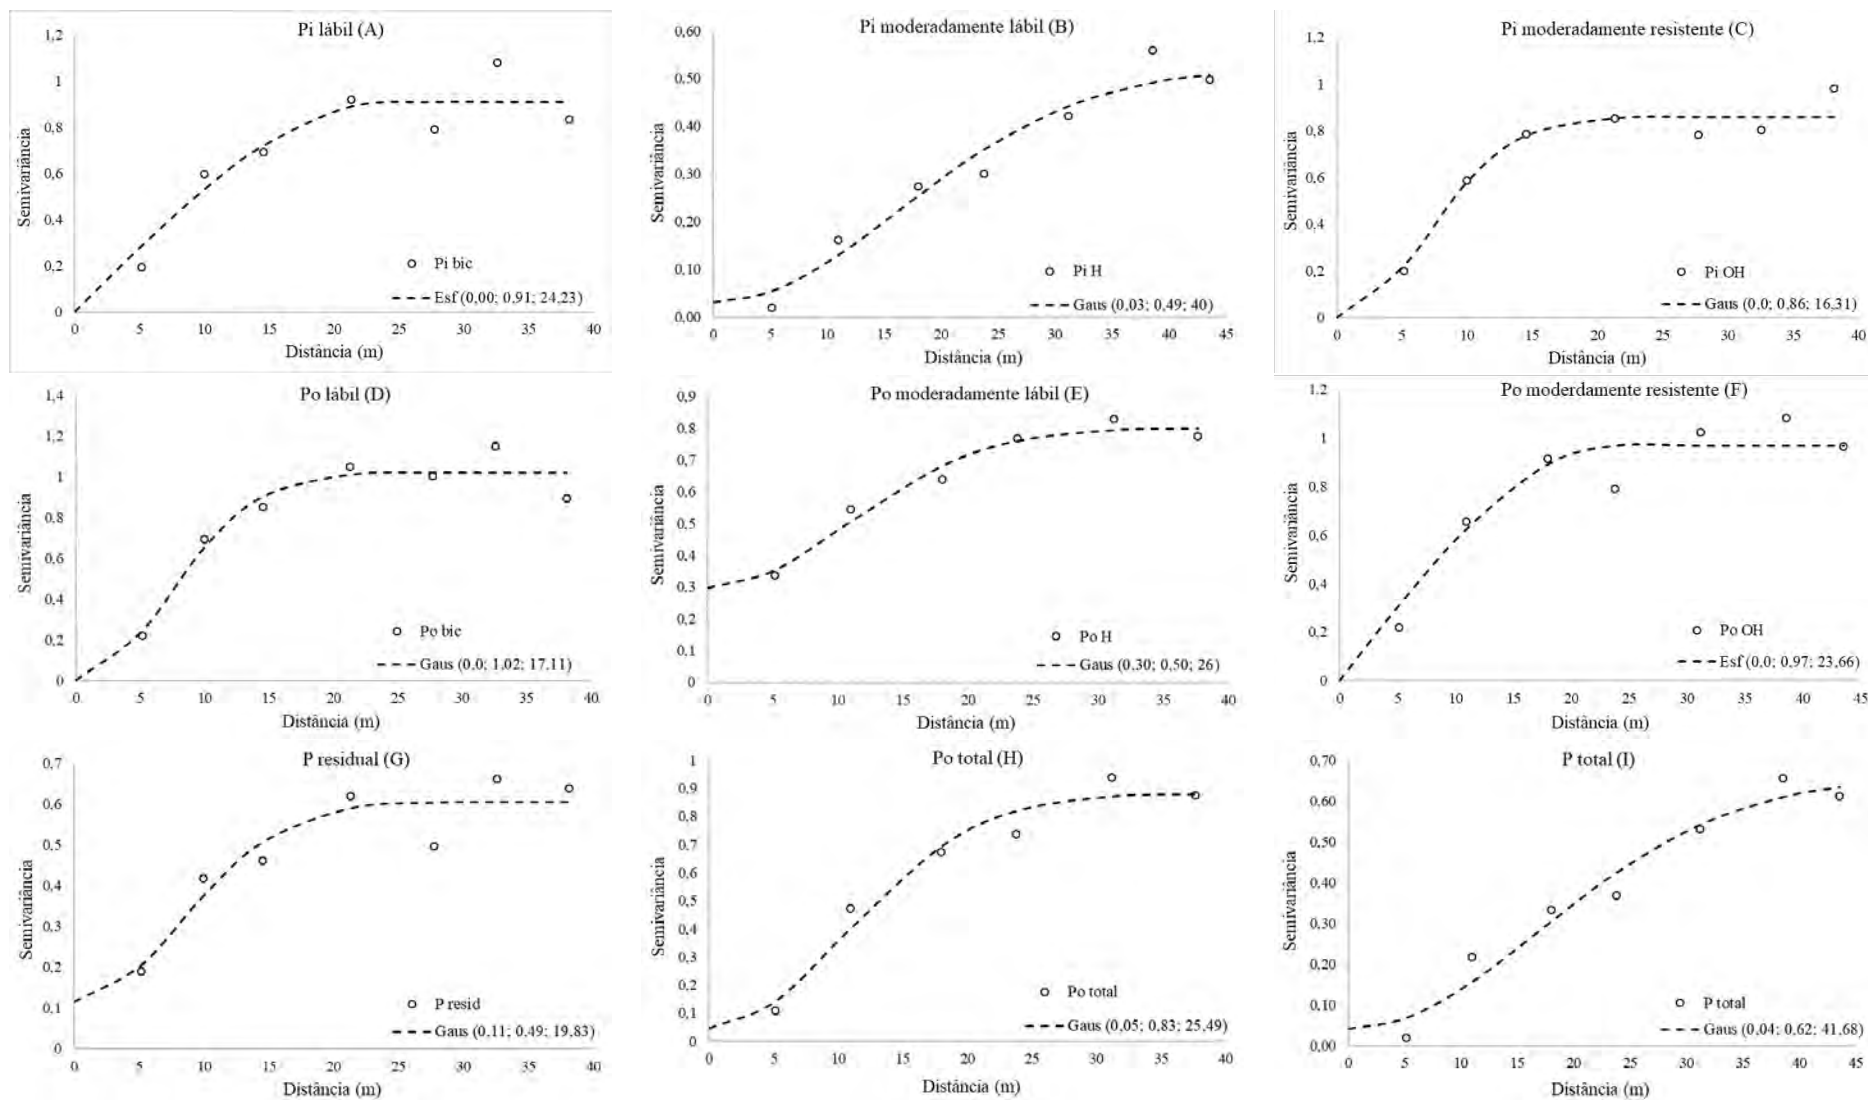 Pi lábil (A)
Semivariância
1,2
1
0,8
0,6
0,4
0,2
0
Pi bic
Esf (0,00; 0,91; 24,23)
0 5 10 15 20 25 30 35 40
Distância (m)
Pi moderadamente lábil (B)
Semivariância
0,60
0,50
0,40
0,30
0,20
0,10
0,00
Pi H
Gaus (0,03; 0,49; 40)
0 5 10 15 20 25 30 35 40 45
Distância (m)
Pi moderadamente resistente (C)
Semivariância
1,2
1
0,8
0,6
0,4
0,2
0
Pi OH
Gaus (0.0; 0,86; 16,31)
0 5 10 15 20 25 30 35 40
Distância (m)
Po lábil (D)
Semivariância
1,4
1,2
1
0,8
0,6
0,4
0,2
0
Po bic
Gaus (0.0; 1,02; 17,11)
0 5 10 15 20 25 30 35 40
Distância (m)
Po moderadamente lábil (E)
Semivariância
0,9
0,8
0,7
0,6
0,5
0,4
0,3
0,2
0,1
0
Po H
Gaus (0,30; 0,50; 26)
0 5 10 15 20 25 30 35 40
Distância (m)
Po moderdamente resistente (F)
Semivariância
1,2
1
0,8
0,6
0,4
0,2
0
Po OH
Esf (0.0; 0,97; 23,66)
0 5 10 15 20 25 30 35 40 45
Distância (m)
P residual (G)
Semivariância
0,7
0,6
0,5
0,4
0,3
0,2
0,1
0
P resid
Gaus (0,11; 0,49; 19,83)
0 5 10 15 20 25 30 35 40
Distância (m)
Po total (H)
Semivariância
1
0,9
0,8
0,7
0,6
0,5
0,4
0,3
0,2
0,1
0
Po total
Gaus (0,05; 0,83; 25,49)
0 5 10 15 20 25 30 35 40
Distância (m)
P total (I)
Semivariância
0,70
0,60
0,50
0,40
0,30
0,20
0,10
0,00
P total
Gaus (0,04; 0,62; 41,68)
0 5 10 15 20 25 30 35 40 45
Distância (m)